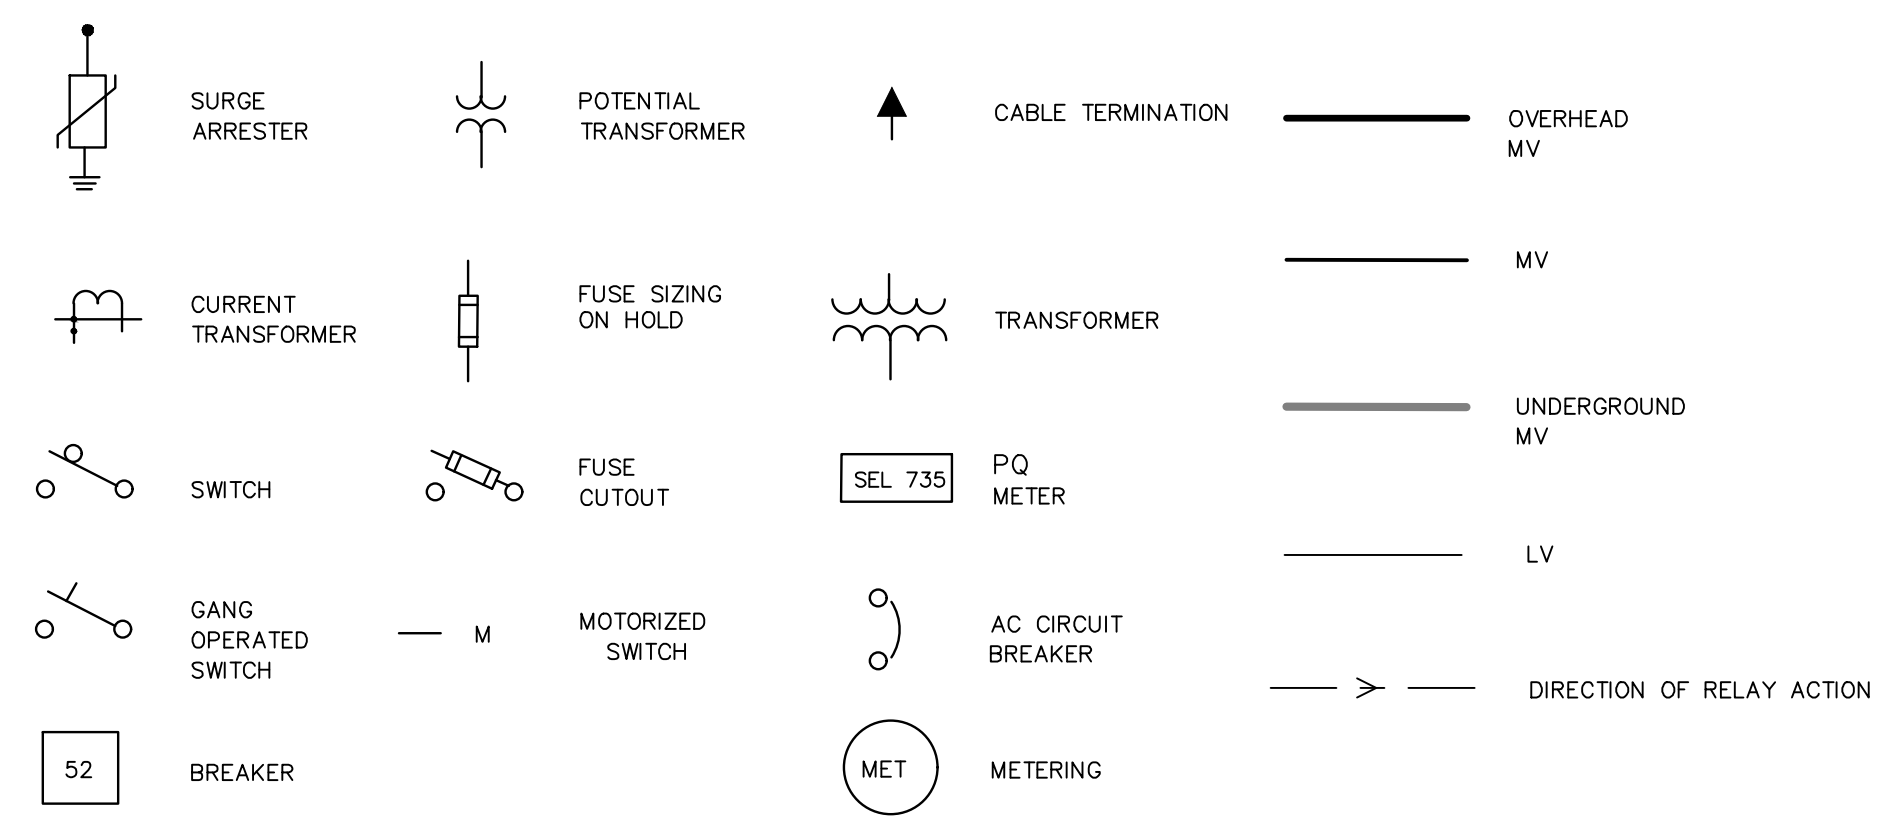 SURGE
ARRESTER
POTENTIAL
TRANSFORMER
CABLE TERMINATION
OVERHEAD
MV
CURRENT
TRANSFORMER
FUSE SIZING
ON HOLD
TRANSFORMER
MV
SWITCH
FUSE
CUTOUT
SEL 735
PQ
METER
UNDERGROUND
MV
GANG
OPERATED
SWITCH
M
MOTORIZED
SWITCH
AC CIRCUIT
BREAKER
LV
DIRECTION OF RELAY ACTION
52
BREAKER
MET
METERING